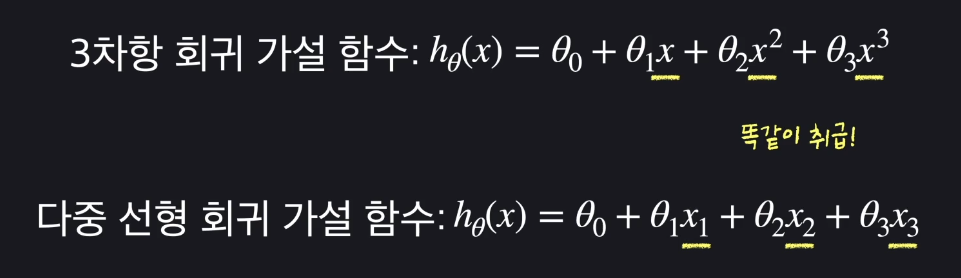 3차항 회귀 가설 함수: hθ(x) = θ₀ + θ₁x + θ₂x² + θ₃x³
똑같이 취급!
다중 선형 회귀 가설 함수: hθ(x) = θ₀ + θ₁x₁ + θ₂x₂ + θ₃x₃